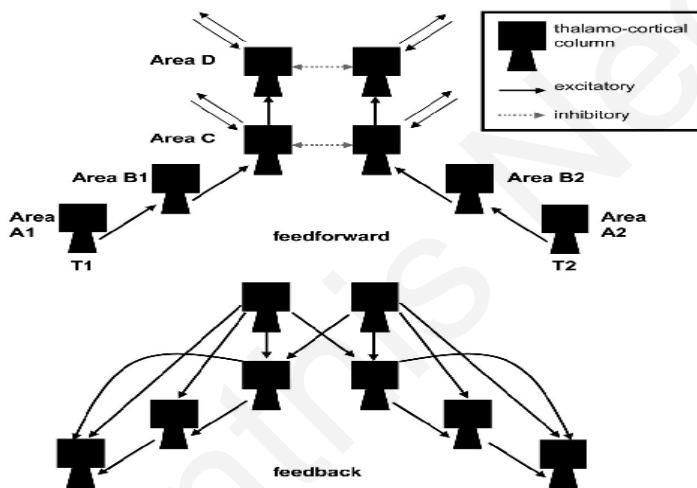 thalamo-cortical
column
excitatory
inhibitory
Area D
Area C
Area B1
Area B2
Area
A1
Area
A2
T1
T2
feedforward
feedback